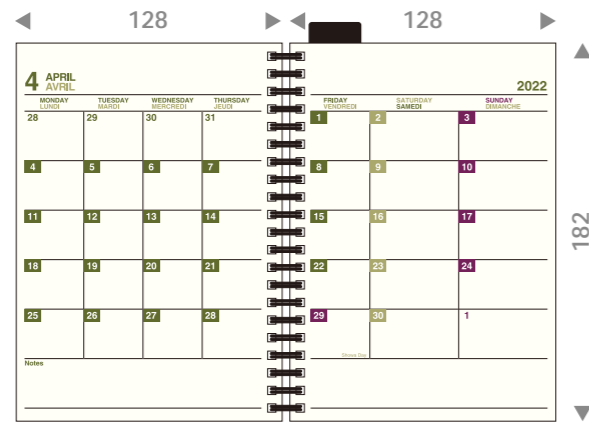 128 128
4 APRIL
AVRIL
2022
MONDAY TUESDAY WEDNESDAY THURSDAY FRIDAY SATURDAY SUNDAY
LUNDI MARDI MERCREDI JEUDI VENDREDI SAMEDI DIMANCHE
28 29 30 31 1 2 3
4 5 6 7 8 9 10
11 12 13 14 15 16 17
18 19 20 21 22 23 24
25 26 27 28 29 30 1
Showa Day
Notes
182